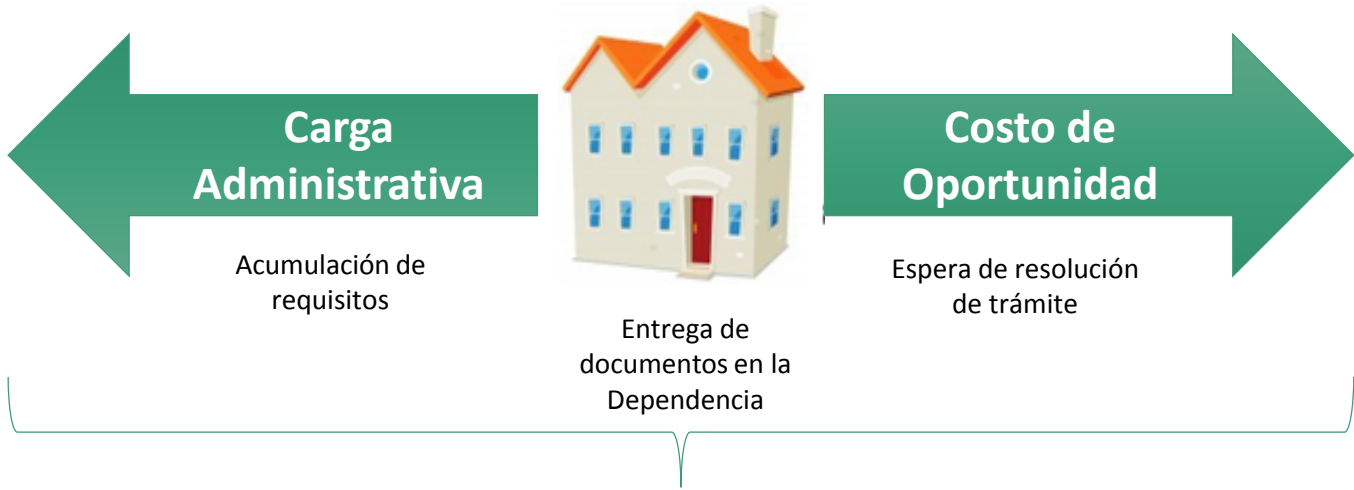 Carga
Administrativa
Acumulación de
requisitos
Entrega de
documentos en la
Dependencia
Costo de
Oportunidad
Espera de resolución
de trámite